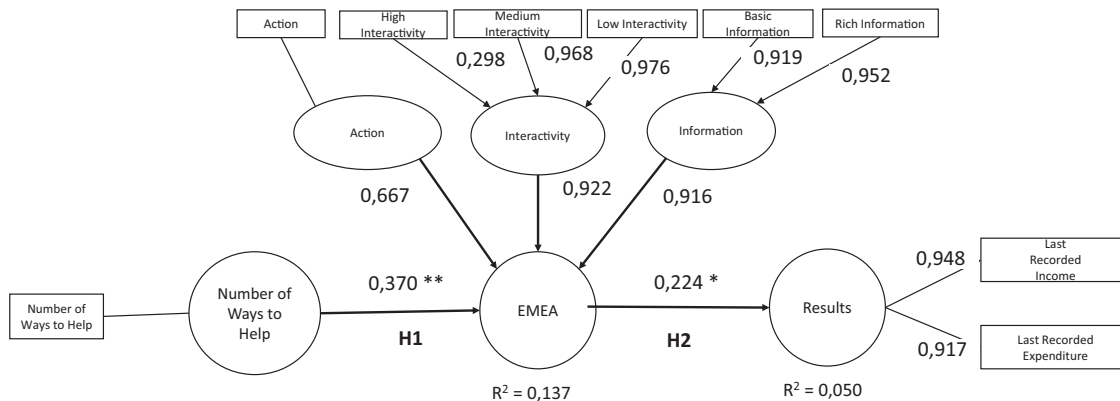 Action
High
Interactivity
Medium
Interactivity
Low Interactivity
Basic
Information
Rich Information
0,298
0,968
0,976
0,919
0,952
Action
Interactivity
Information
0,667
0,922
0,916
Number of
Ways to Help
Number of
Ways to
Help
0,370 **
H1
EMEA
R² = 0,137
0,224 *
H2
Results
R² = 0,050
0,948
0,917
Last
Recorded
Income
Last Recorded
Expenditure